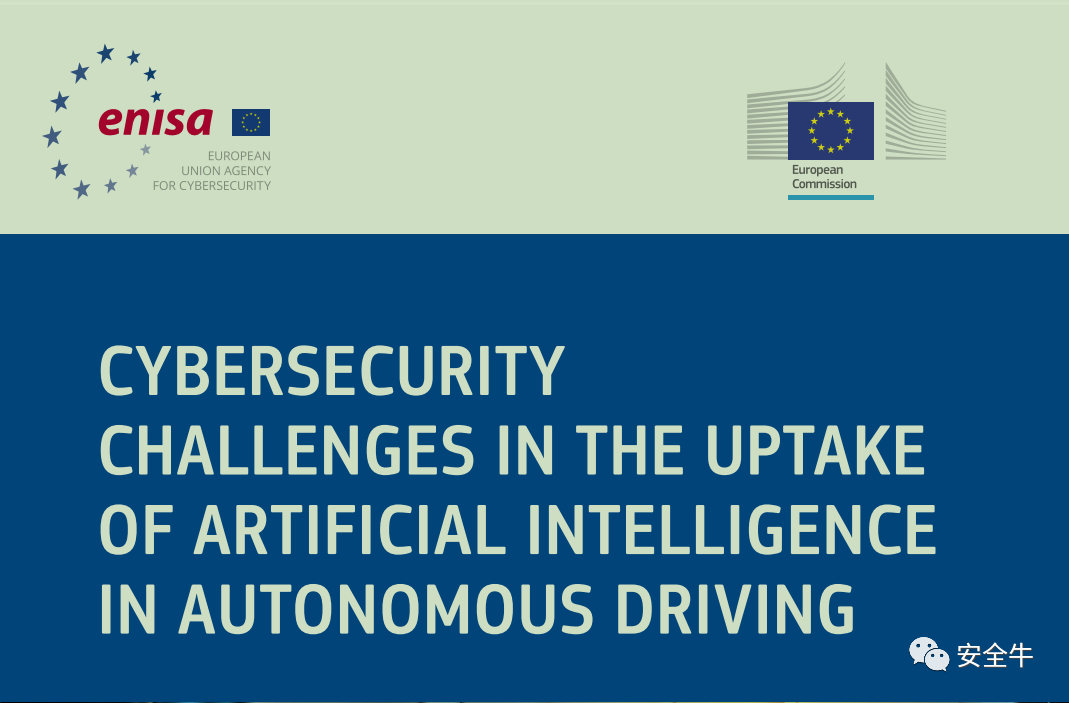 enisa
EUROPEAN
UNION AGENCY
FOR CYBERSECURITY
European
Commission
CYBERSECURITY
CHALLENGES IN THE UPTAKE
OF ARTIFICIAL INTELLIGENCE
IN AUTONOMOUS DRIVING
安全牛